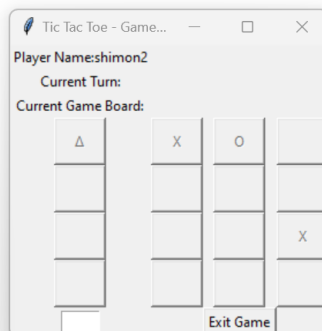 Tic Tac Toe - Game...
Player Name:shimon2
Current Turn:
Current Game Board:
Δ X O
X
Exit Game